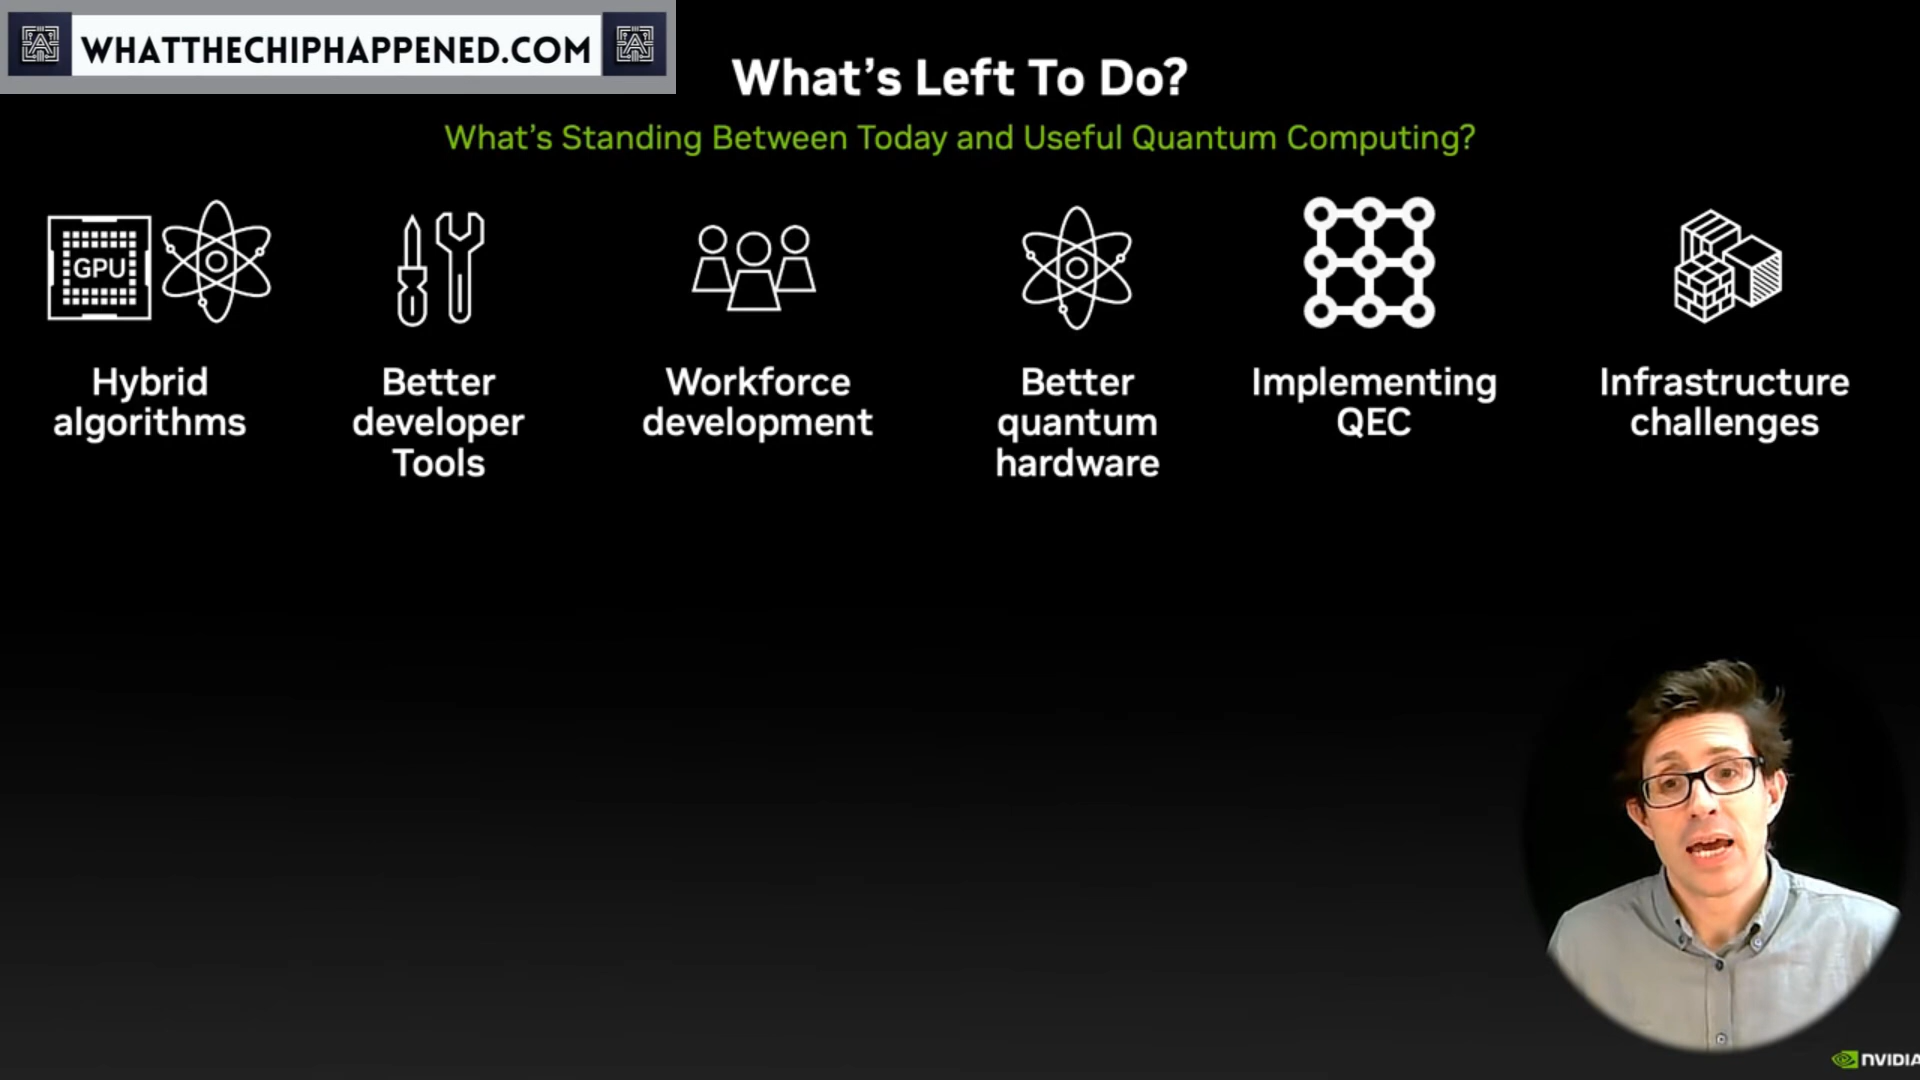 WHATTHECHIPHAPPENED.COM
What's Left To Do?
What's Standing Between Today and Useful Quantum Computing?
GPU
Hybrid
algorithms
Better
developer
Tools
Workforce
development
Better
quantum
hardware
Implementing
QEC
Infrastructure
challenges
NVIDIA